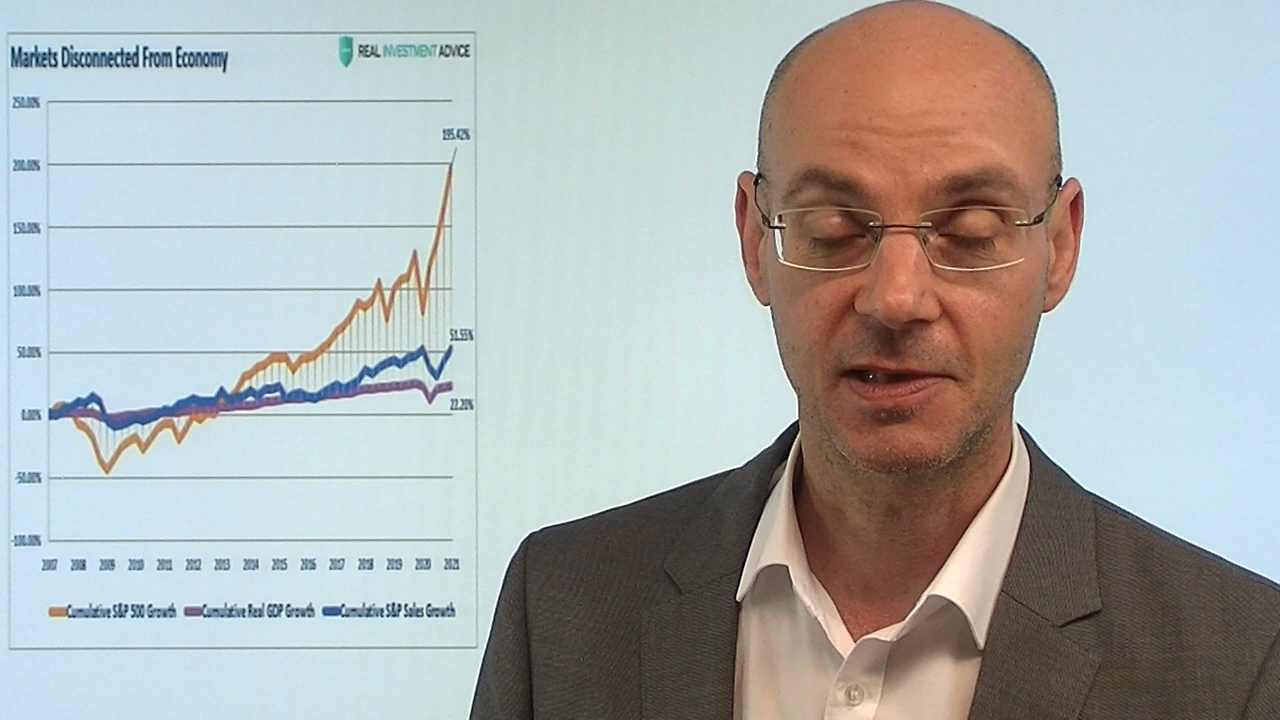 Markets Disconnected From Economy
REAL INVESTMENT ADVICE
250.00%
195.42%
200.00%
150.00%
100.00%
51.55%
50.00%
22.20%
0.00%
-50.00%
-100.00%
2007 2008 2009 2010 2011 2012 2013 2014 2015 2016 2017 2018 2019 2020 2021
Cumulative S&P 500 Growth Cumulative Real GDP Growth Cumulative S&P Sales Growth